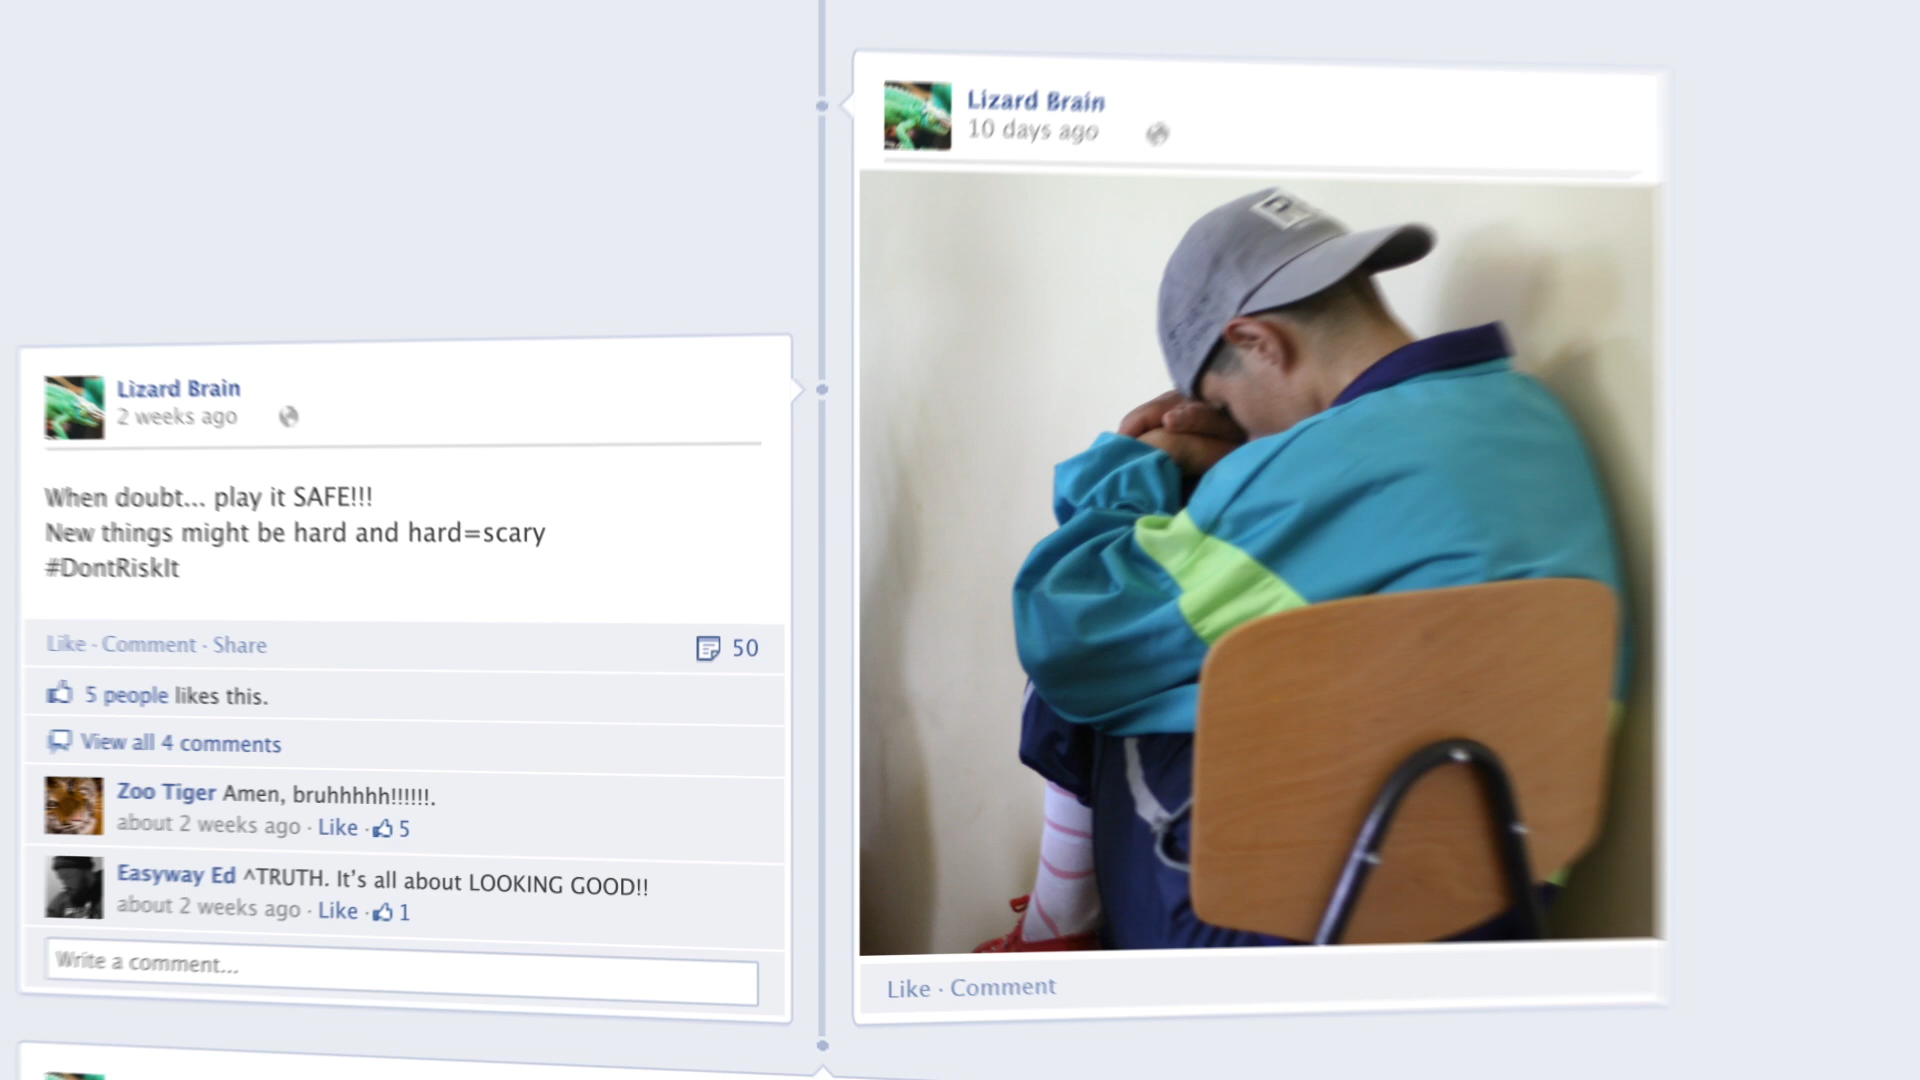 Lizard Brain
2 weeks ago
When doubt... play it SAFE!!!
New things might be hard and hard=scary
#DontRiskIt
Like · Comment · Share
50
5 people likes this.
View all 4 comments
Zoo Tiger Amen, bruhhhhh!!!!!!.
about 2 weeks ago · Like · 5
Easyway Ed ^TRUTH. It's all about LOOKING GOOD!!
about 2 weeks ago · Like · 1
Write a comment...
Lizard Brain
10 days ago
Like · Comment